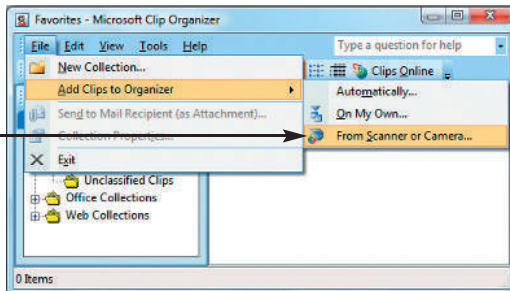 Favorites - Microsoft Clip Organizer
File Edit View Tools Help
Type a question for help
New Collection...
Clips Online
Add Clips to Organizer
Automatically...
Send to Mail Recipient (as Attachment)...
On My Own...
Collection Properties...
From Scanner or Camera...
Exit
Unclassified Clips
Office Collections
Web Collections
0 Items